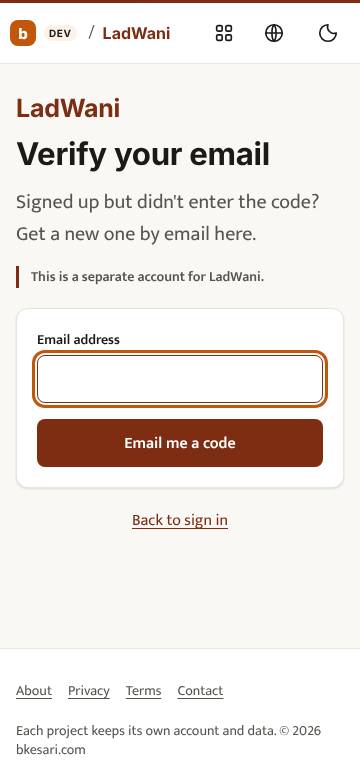 b DEV / LadWani
LadWani
Verify your email
Signed up but didn't enter the code?
Get a new one by email here.
This is a separate account for LadWani.
Email address
Email me a code
Back to sign in
About Privacy Terms Contact
Each project keeps its own account and data. © 2026
bkesari.com